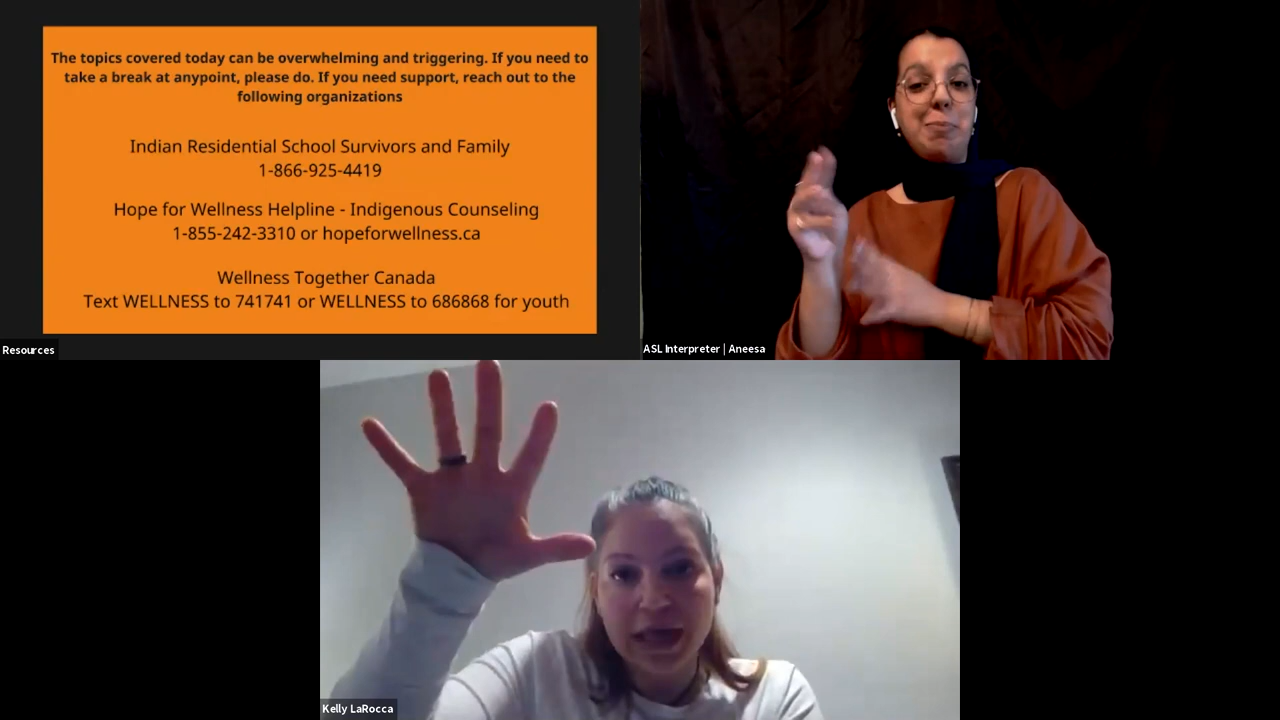 The topics covered today can be overwhelming and triggering. If you need to
take a break at anypoint, please do. If you need support, reach out to the
following organizations
Indian Residential School Survivors and Family
1-866-925-4419
Hope for Wellness Helpline - Indigenous Counseling
1-855-242-3310 or hopeforwellness.ca
Wellness Together Canada
Text WELLNESS to 741741 or WELLNESS to 686868 for youth
Resources
ASL Interpreter | Aneesa
Kelly LaRocca